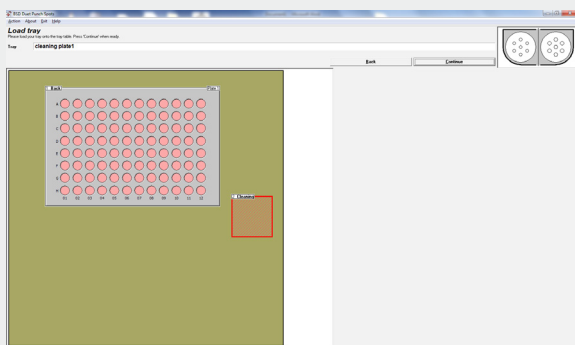 BSD Duet Punch Series
Action About Exit Help
Load tray
Please load your tray onto the tray table. Press 'Continue' when ready.
Tray cleaning plate1
Back Continue
Back Plate
A
B
C
D
E
F
G
H
01 02 03 04 05 06 07 08 09 10 11 12
Cleaning